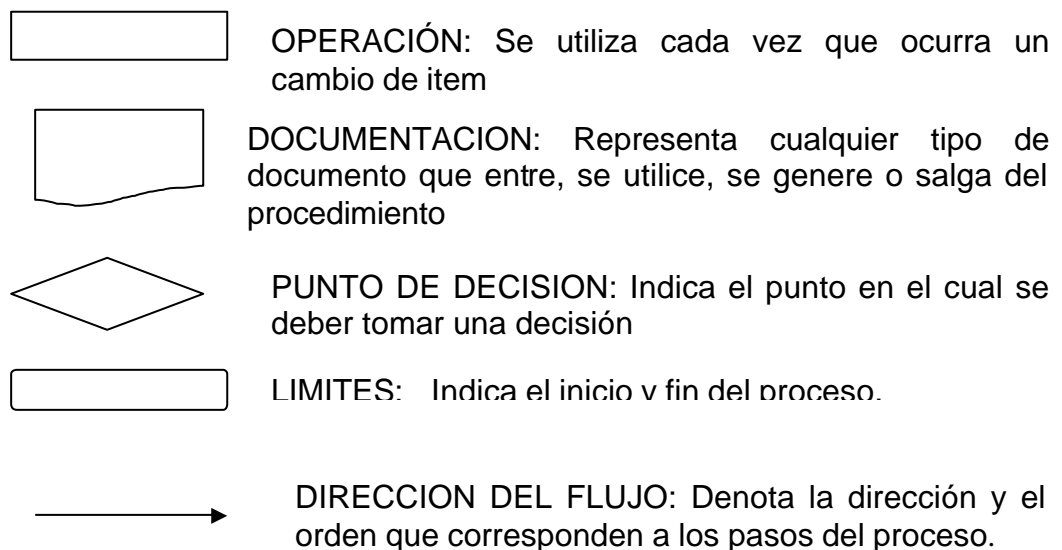 OPERACIÓN: Se utiliza cada vez que ocurra un
cambio de item
DOCUMENTACION: Representa cualquier tipo de
documento que entre, se utilice, se genere o salga del
procedimiento
PUNTO DE DECISION: Indica el punto en el cual se
deber tomar una decisión
LIMITES: Indica el inicio y fin del proceso.
DIRECCION DEL FLUJO: Denota la dirección y el
orden que corresponden a los pasos del proceso.